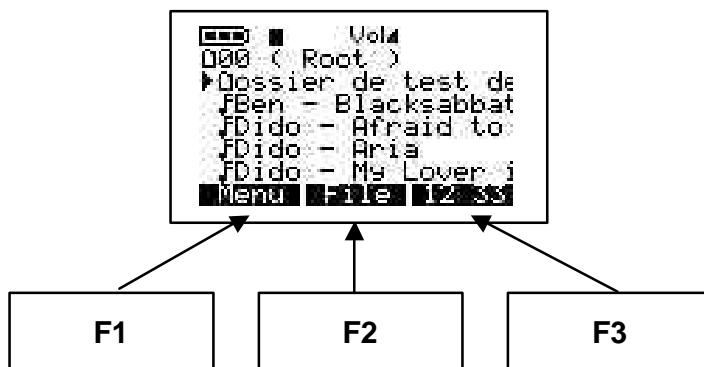 Vol
000 ( Root )
Dossier de test de
Ben - Blacksabbat
Dido - Afraid to
Dido - Aria
Dido - My Lover i
Menu File 12:33
F1 F2 F3